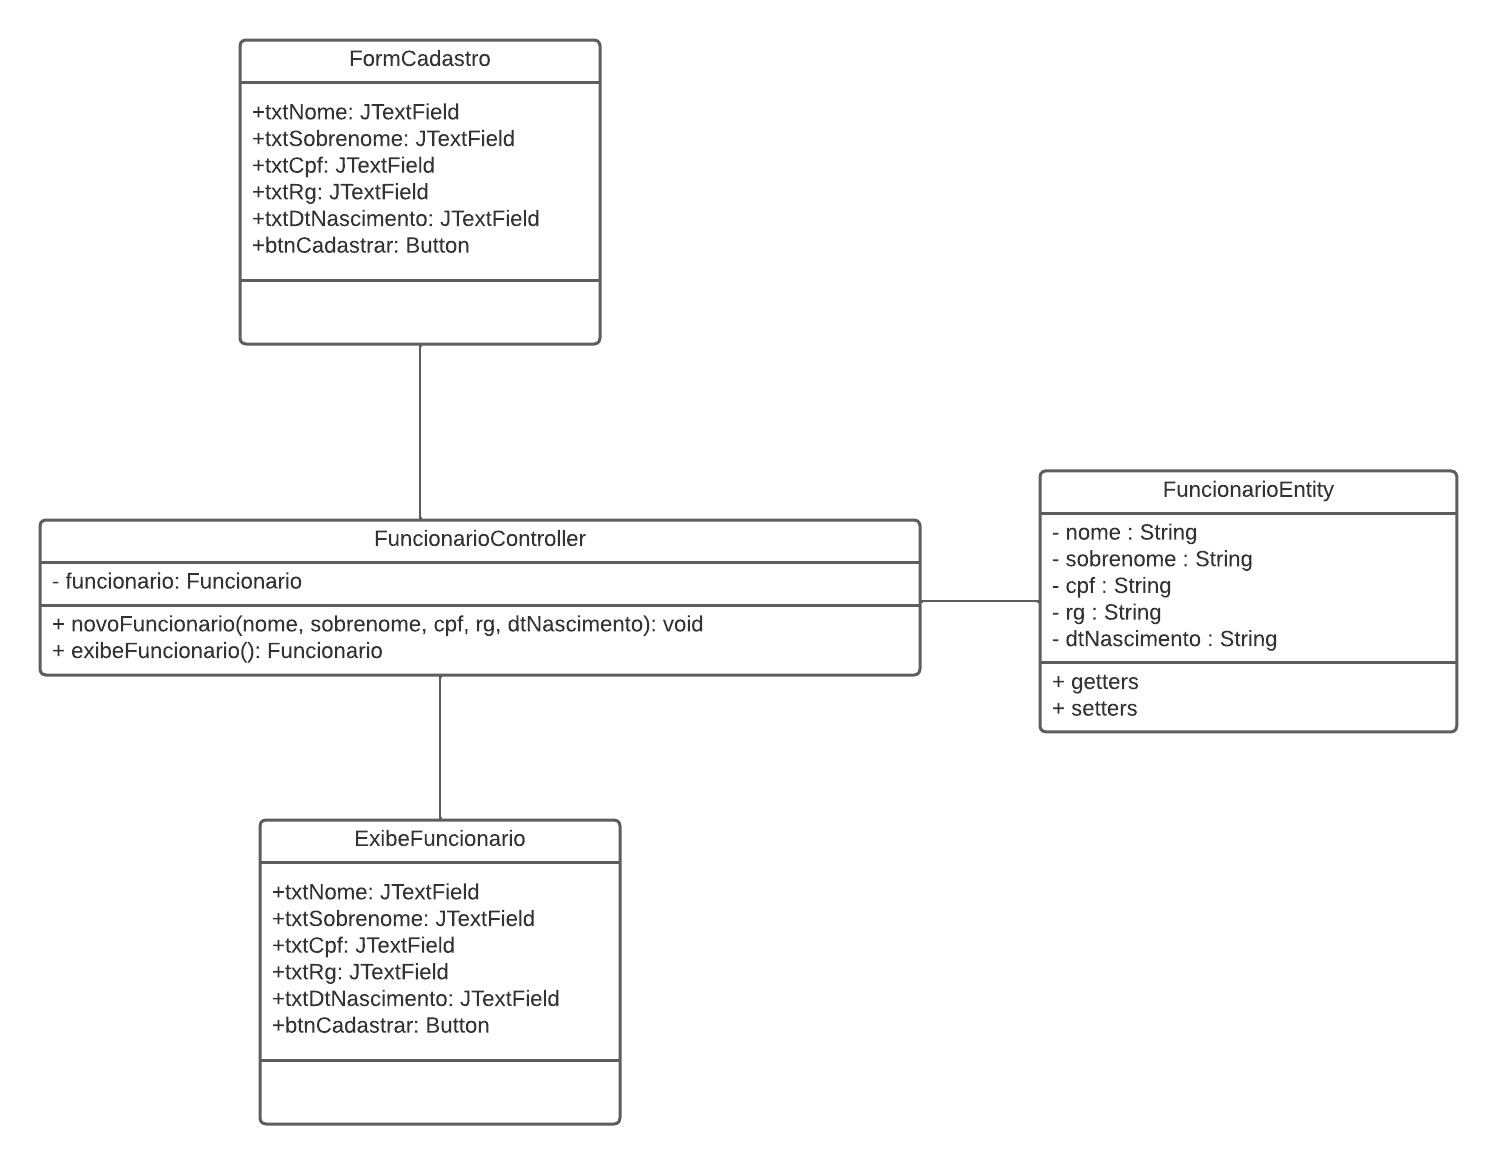 FormCadastro
+txtNome: JTextField
+txtSobrenome: JTextField
+txtCpf: JTextField
+txtRg: JTextField
+txtDtNascimento: JTextField
+btnCadastrar: Button
FuncionarioController
- funcionario: Funcionario
+ novoFuncionario(nome, sobrenome, cpf, rg, dtNascimento): void
+ exibeFuncionario(): Funcionario
FuncionarioEntity
- nome : String
- sobrenome : String
- cpf : String
- rg : String
- dtNascimento : String
+ getters
+ setters
ExibeFuncionario
+txtNome: JTextField
+txtSobrenome: JTextField
+txtCpf: JTextField
+txtRg: JTextField
+txtDtNascimento: JTextField
+btnCadastrar: Button